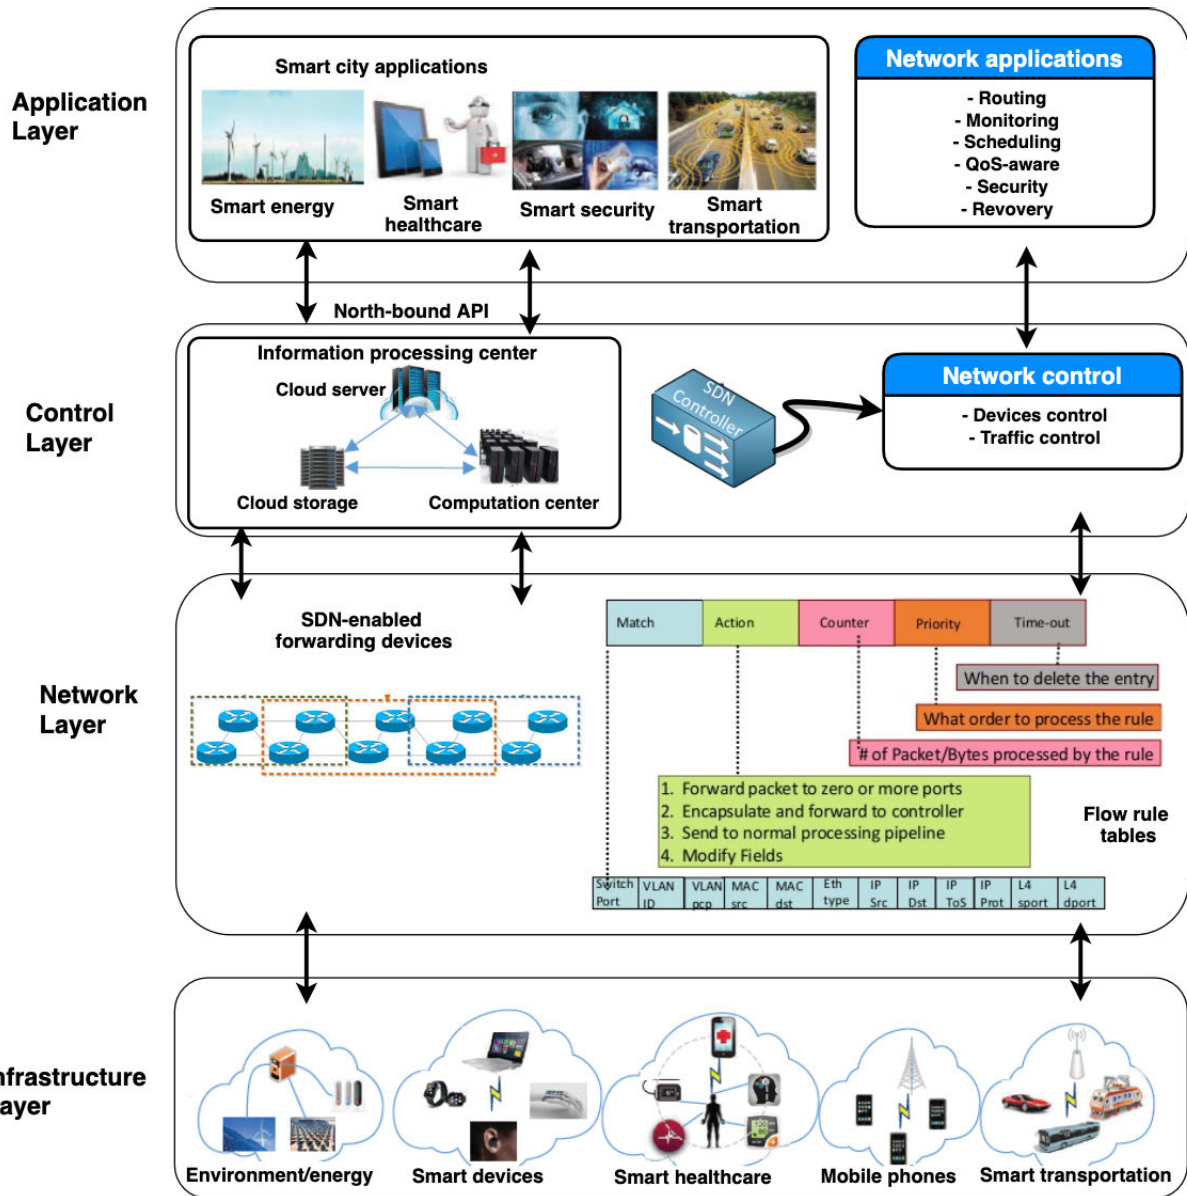 Application
Layer
Smart city applications
Smart energy
Smart
healthcare
Smart security
Smart
transportation
Network applications
- Routing
- Monitoring
- Scheduling
- QoS-aware
- Security
- Revovery
North-bound API
Control
Layer
Information processing center
Cloud server
Cloud storage
Computation center
SDN
Controller
Network control
- Devices control
- Traffic control
Network
Layer
SDN-enabled
forwarding devices
Match
Action
Counter
Priority
Time-out
When to delete the entry
What order to process the rule
# of Packet/Bytes processed by the rule
1. Forward packet to zero or more ports
2. Encapsulate and forward to controller
3. Send to normal processing pipeline
4. Modify Fields
Flow rule
tables
Switch
Port
VLAN
ID
VLAN
pcp
MAC
src
MAC
dst
Eth
type
IP
Src
IP
Dst
IP
ToS
IP
Prot
L4
sport
L4
dport
nfrastructure
ayer
Environment/energy
Smart devices
Smart healthcare
Mobile phones
Smart transportation